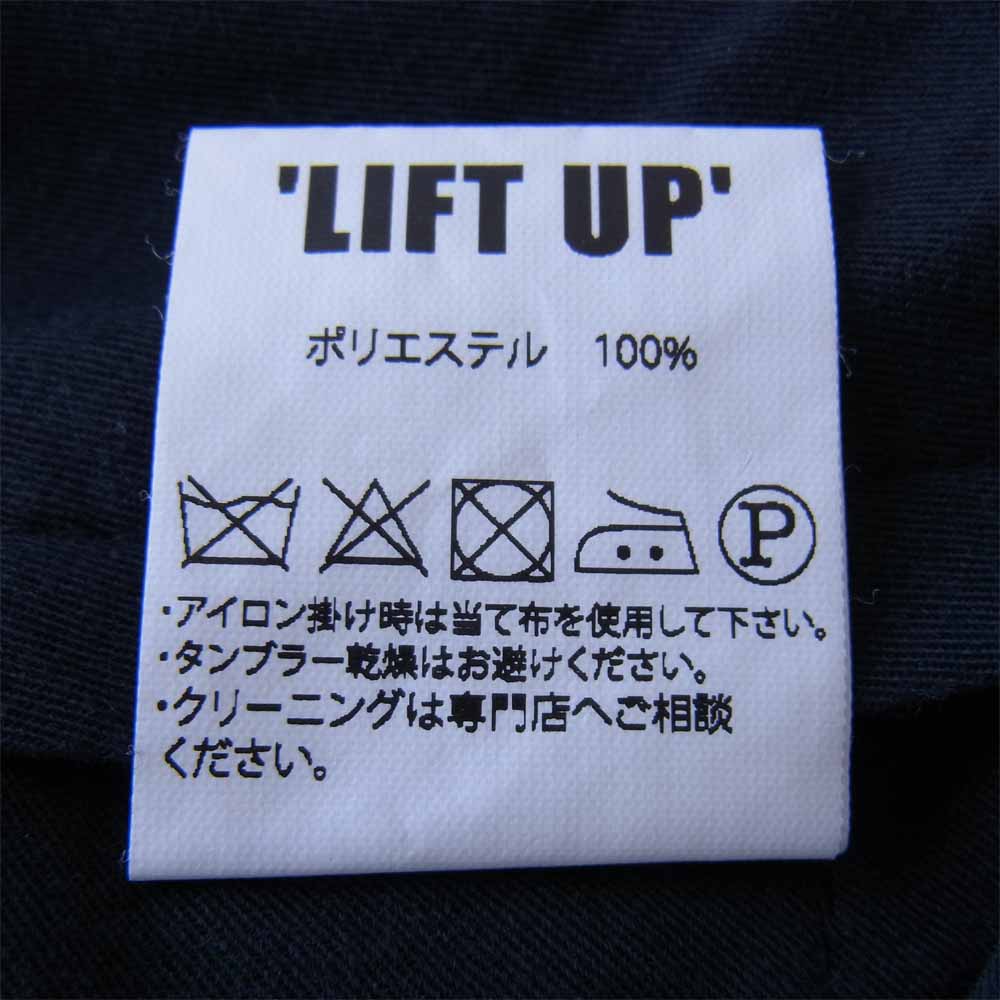 'LIFT UP'
ポリエステル 100%
P
・アイロン掛け時は当て布を使用して下さい。
・タンブラー乾燥はお避けください。
・クリーニングは専門店へご相談
ください。